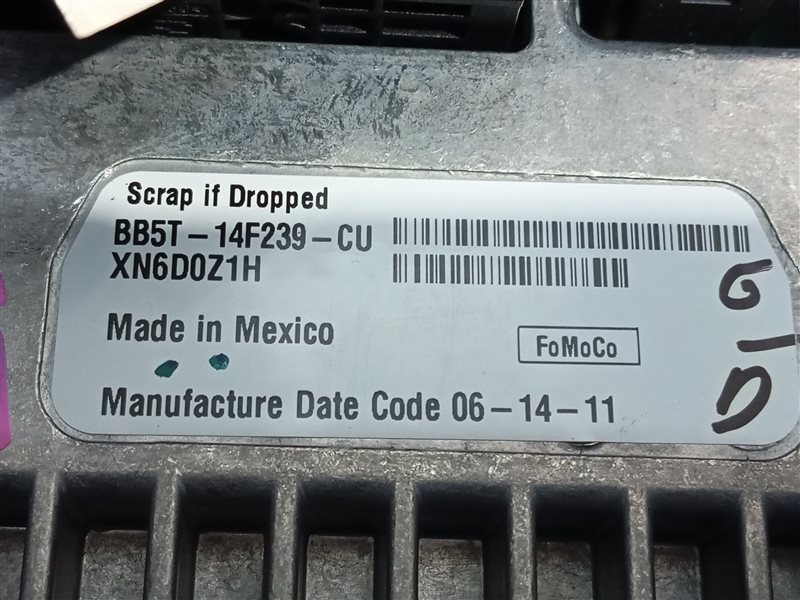 Scrap if Dropped
BB5T-14F239-CU
XN6D0Z1H
Made in Mexico
FoMoCo
Manufacture Date Code 06-14-11